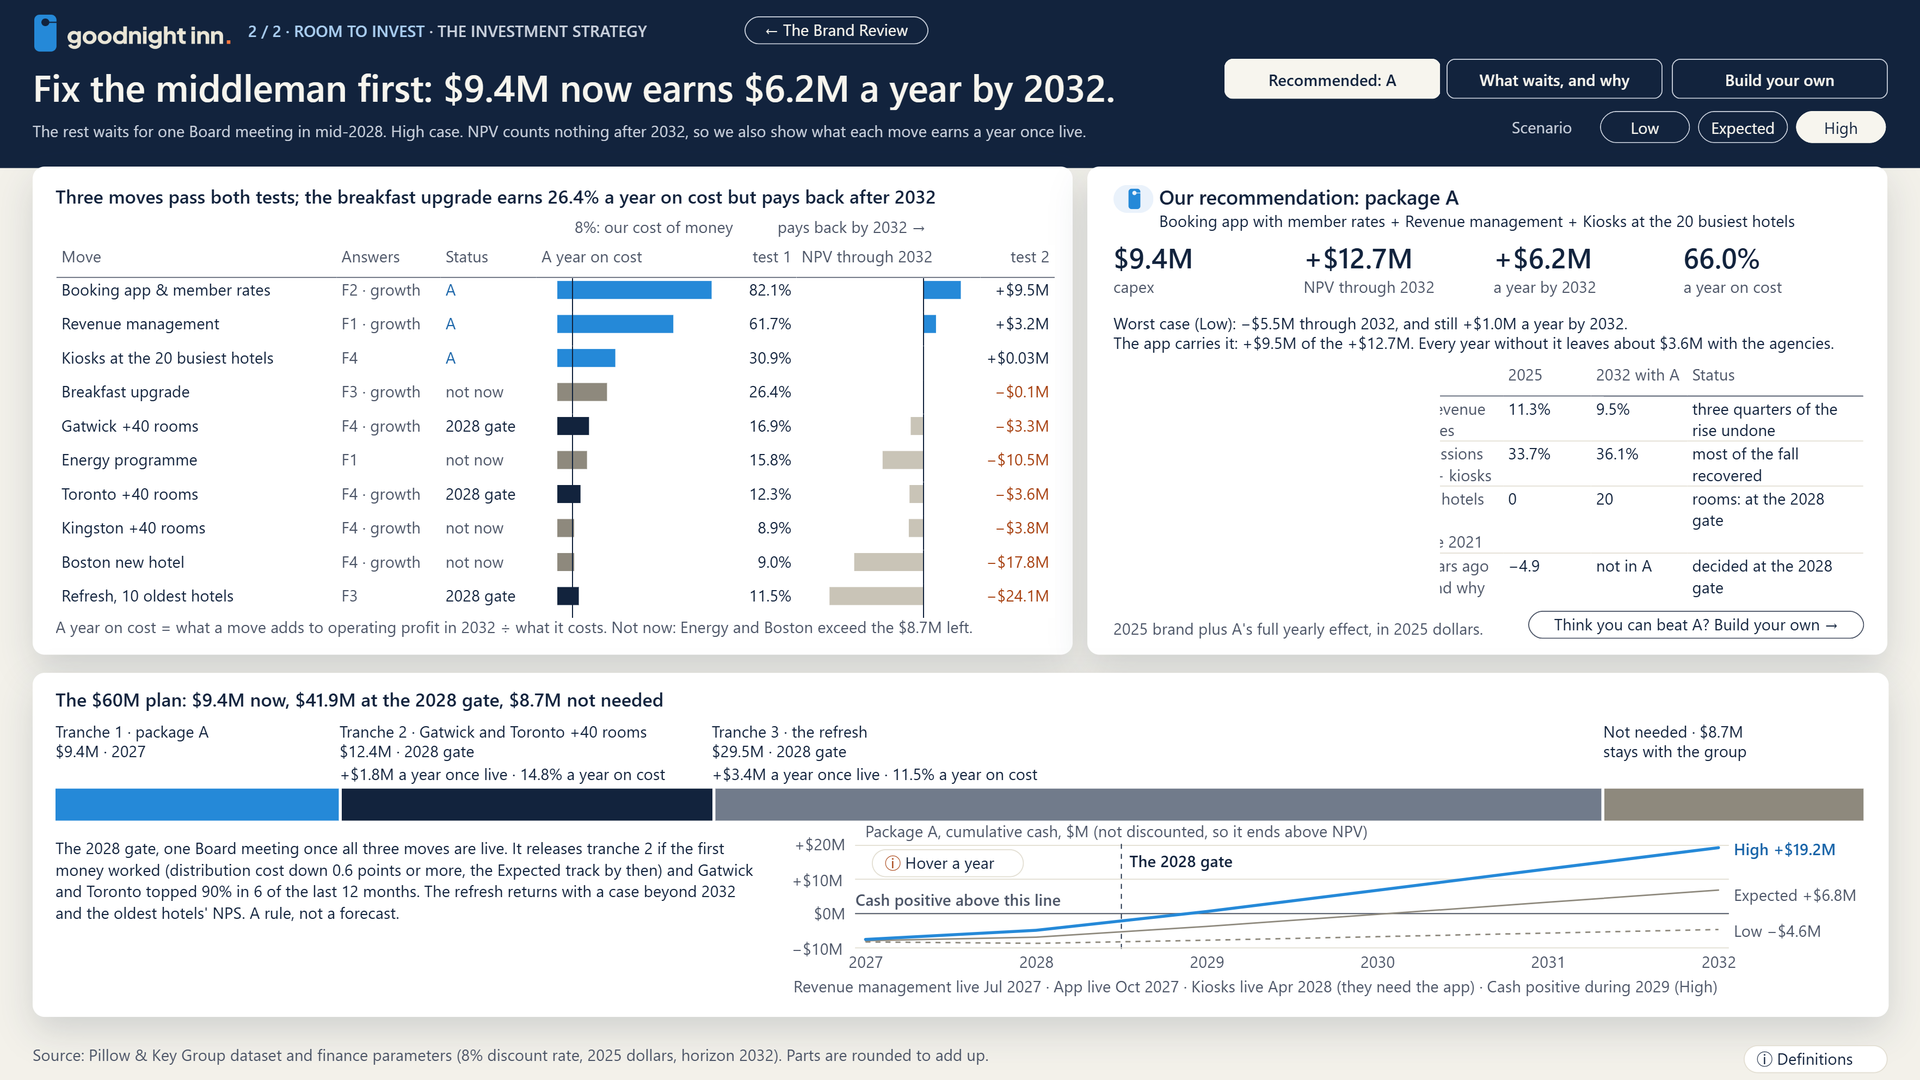 goodnight inn.
2 / 2 · ROOM TO INVEST · THE INVESTMENT STRATEGY
← The Brand Review
Fix the middleman first: $9.4M now earns $6.2M a year by 2032.
The rest waits for one Board meeting in mid-2028. High case. NPV counts nothing after 2032, so we also show what each move earns a year once live.
Recommended: A
What waits, and why
Build your own
Scenario
Low
Expected
High
Three moves pass both tests; the breakfast upgrade earns 26.4% a year on cost but pays back after 2032
8%: our cost of money
pays back by 2032 →
Move Answers Status A year on cost test 1 NPV through 2032 test 2
Booking app & member rates F2 · growth A 82.1% +$9.5M
Revenue management F1 · growth A 61.7% +$3.2M
Kiosks at the 20 busiest hotels F4 A 30.9% +$0.03M
Breakfast upgrade F3 · growth not now 26.4% −$0.1M
Gatwick +40 rooms F4 · growth 2028 gate 16.9% −$3.3M
Energy programme F1 not now 15.8% −$10.5M
Toronto +40 rooms F4 · growth 2028 gate 12.3% −$3.6M
Kingston +40 rooms F4 · growth not now 8.9% −$3.8M
Boston new hotel F4 · growth not now 9.0% −$17.8M
Refresh, 10 oldest hotels F3 2028 gate 11.5% −$24.1M
A year on cost = what a move adds to operating profit in 2032 ÷ what it costs. Not now: Energy and Boston exceed the $8.7M left.
Our recommendation: package A
Booking app with member rates + Revenue management + Kiosks at the 20 busiest hotels
$9.4M +$12.7M +$6.2M 66.0%
capex NPV through 2032 a year by 2032 a year on cost
Worst case (Low): −$5.5M through 2032, and still +$1.0M a year by 2032.
The app carries it: +$9.5M of the +$12.7M. Every year without it leaves about $3.6M with the agencies.
2025 2032 with A Status
evenue 11.3% 9.5% three quarters of the
es rise undone
ssions 33.7% 36.1% most of the fall
· kiosks recovered
hotels 0 20 rooms: at the 2028
gate
e 2021
ars ago −4.9 not in A decided at the 2028
nd why gate
2025 brand plus A's full yearly effect, in 2025 dollars.
Think you can beat A? Build your own →
The $60M plan: $9.4M now, $41.9M at the 2028 gate, $8.7M not needed
Tranche 1 · package A
$9.4M · 2027
Tranche 2 · Gatwick and Toronto +40 rooms
$12.4M · 2028 gate
+$1.8M a year once live · 14.8% a year on cost
Tranche 3 · the refresh
$29.5M · 2028 gate
+$3.4M a year once live · 11.5% a year on cost
Not needed · $8.7M
stays with the group
The 2028 gate, one Board meeting once all three moves are live. It releases tranche 2 if the first
money worked (distribution cost down 0.6 points or more, the Expected track by then) and Gatwick
and Toronto topped 90% in 6 of the last 12 months. The refresh returns with a case beyond 2032
and the oldest hotels' NPS. A rule, not a forecast.
Package A, cumulative cash, $M (not discounted, so it ends above NPV)
+$20M
ⓘ Hover a year
The 2028 gate
High +$19.2M
+$10M
Expected +$6.8M
Cash positive above this line
$0M
Low −$4.6M
−$10M
2027 2028 2029 2030 2031 2032
Revenue management live Jul 2027 · App live Oct 2027 · Kiosks live Apr 2028 (they need the app) · Cash positive during 2029 (High)
Source: Pillow & Key Group dataset and finance parameters (8% discount rate, 2025 dollars, horizon 2032). Parts are rounded to add up.
ⓘ Definitions